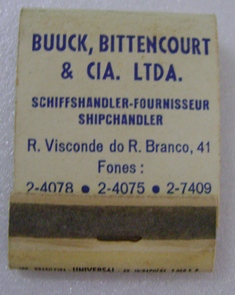 BUUCK, BITTENCOURT
& CIA. LTDA.
SCHIFFSHANDLER-FOURNISSEUR
SHIPCHANDLER
R. Visconde do R. Branco, 41
Fones:
2-4078 • 2-4075 • 2-7409
UNIVERSAL